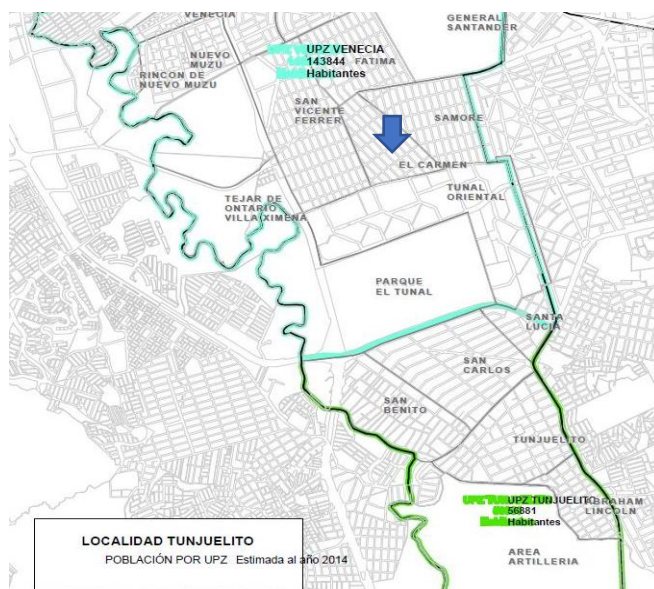 VENECIA
GENERAL
SANTANDER
NUEVO
MUZÚ
UPZ VENECIA
143844
Habitantes
FATIMA
RINCON DE
NUEVO MUZÚ
SAN
VICENTE
FERRER
SAMORE
EL CARMEN
TUNAL
ORIENTAL
TEJAR DE
ONTARIO
VILLA XIMENA
PARQUE
EL TUNAL
SANTA
LUCIA
SAN
CARLOS
SAN
BENITO
TUNJUELITO
UPZ TUNJUELITO
56881
Habitantes
ABRAHAM
LINCOLN
AREA
ARTILLERIA
LOCALIDAD TUNJUELITO
POBLACIÓN POR UPZ Estimada al año 2014